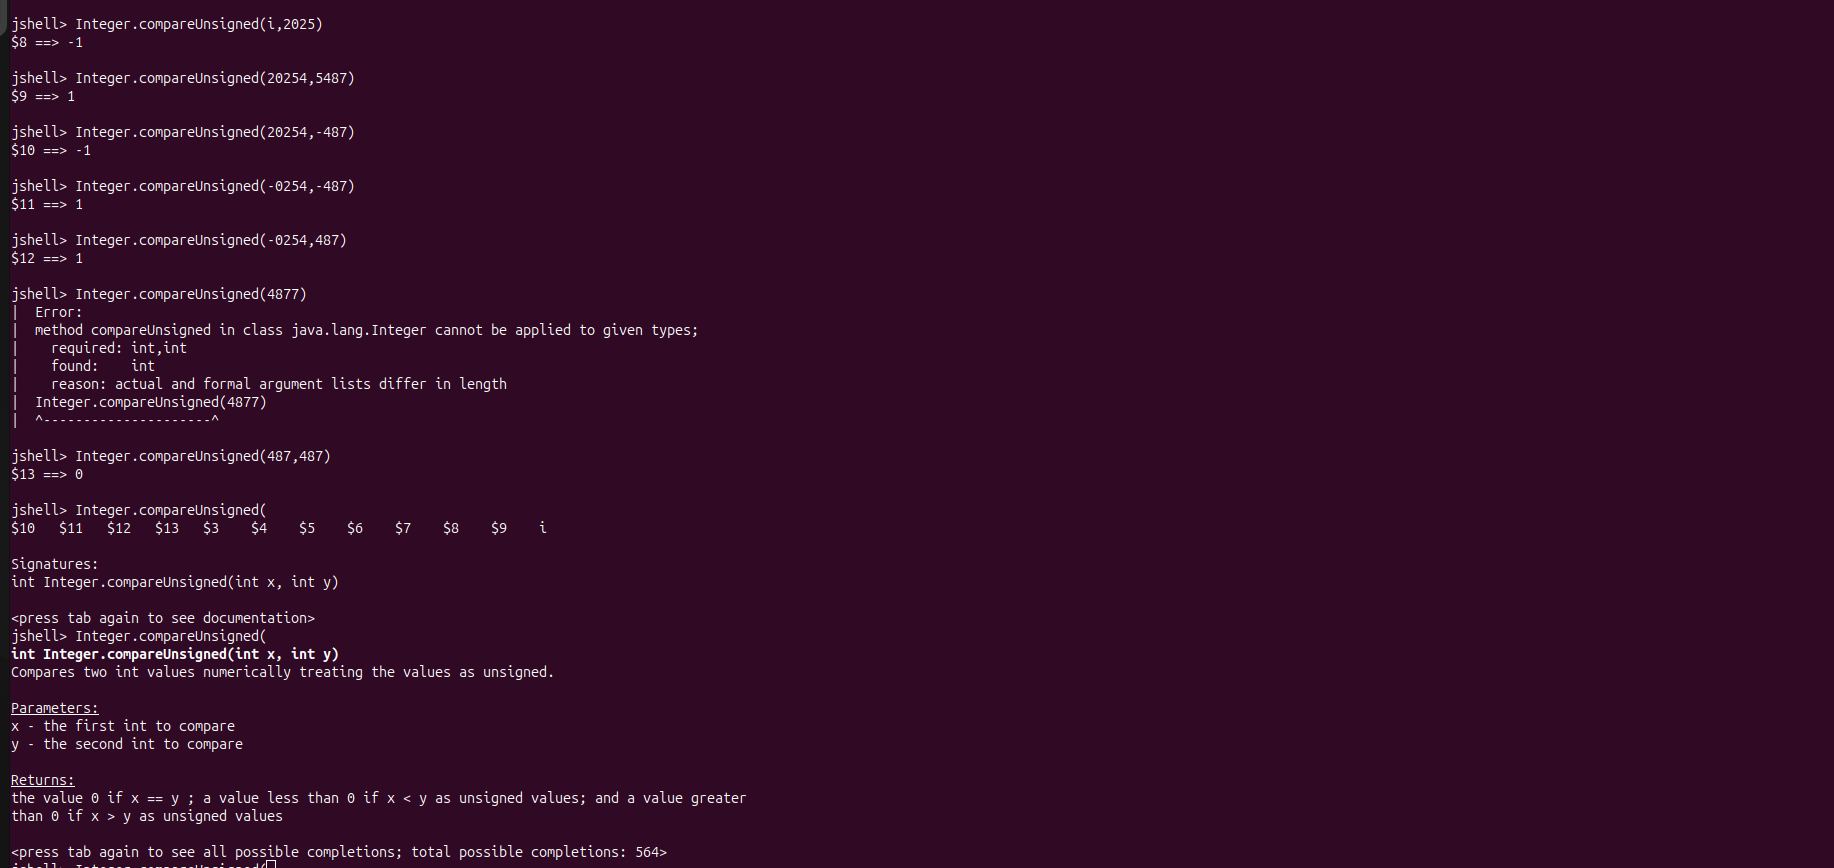 jshell> Integer.compareUnsigned(i,2025)
$8 ==> -1
jshell> Integer.compareUnsigned(20254,5487)
$9 ==> 1
jshell> Integer.compareUnsigned(20254,-487)
$10 ==> -1
jshell> Integer.compareUnsigned(-0254,-487)
$11 ==> 1
jshell> Integer.compareUnsigned(-0254,487)
$12 ==> 1
jshell> Integer.compareUnsigned(4877)
|  Error:
|  method compareUnsigned in class java.lang.Integer cannot be applied to given types;
|    required: int,int
|    found:    int
|    reason: actual and formal argument lists differ in length
|  Integer.compareUnsigned(4877)
|  ^---------------------^
jshell> Integer.compareUnsigned(487,487)
$13 ==> 0
jshell> Integer.compareUnsigned(
$10   $11   $12   $13   $3    $4    $5    $6    $7    $8    $9    i
Signatures:
int Integer.compareUnsigned(int x, int y)
<press tab again to see documentation>
jshell> Integer.compareUnsigned(
int Integer.compareUnsigned(int x, int y)
Compares two int values numerically treating the values as unsigned.
Parameters:
x - the first int to compare
y - the second int to compare
Returns:
the value 0 if x == y ; a value less than 0 if x < y as unsigned values; and a value greater
than 0 if x > y as unsigned values
<press tab again to see all possible completions; total possible completions: 564>
jshell> Integer.compareUnsigned(